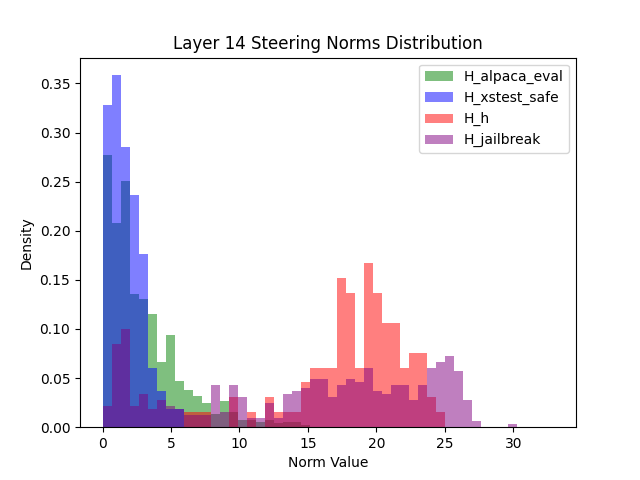 Layer 14 Steering Norms Distribution
H_alpaca_eval
H_xstest_safe
H_h
H_jailbreak
Density
0.35
0.30
0.25
0.20
0.15
0.10
0.05
0.00
0 5 10 15 20 25 30
Norm Value